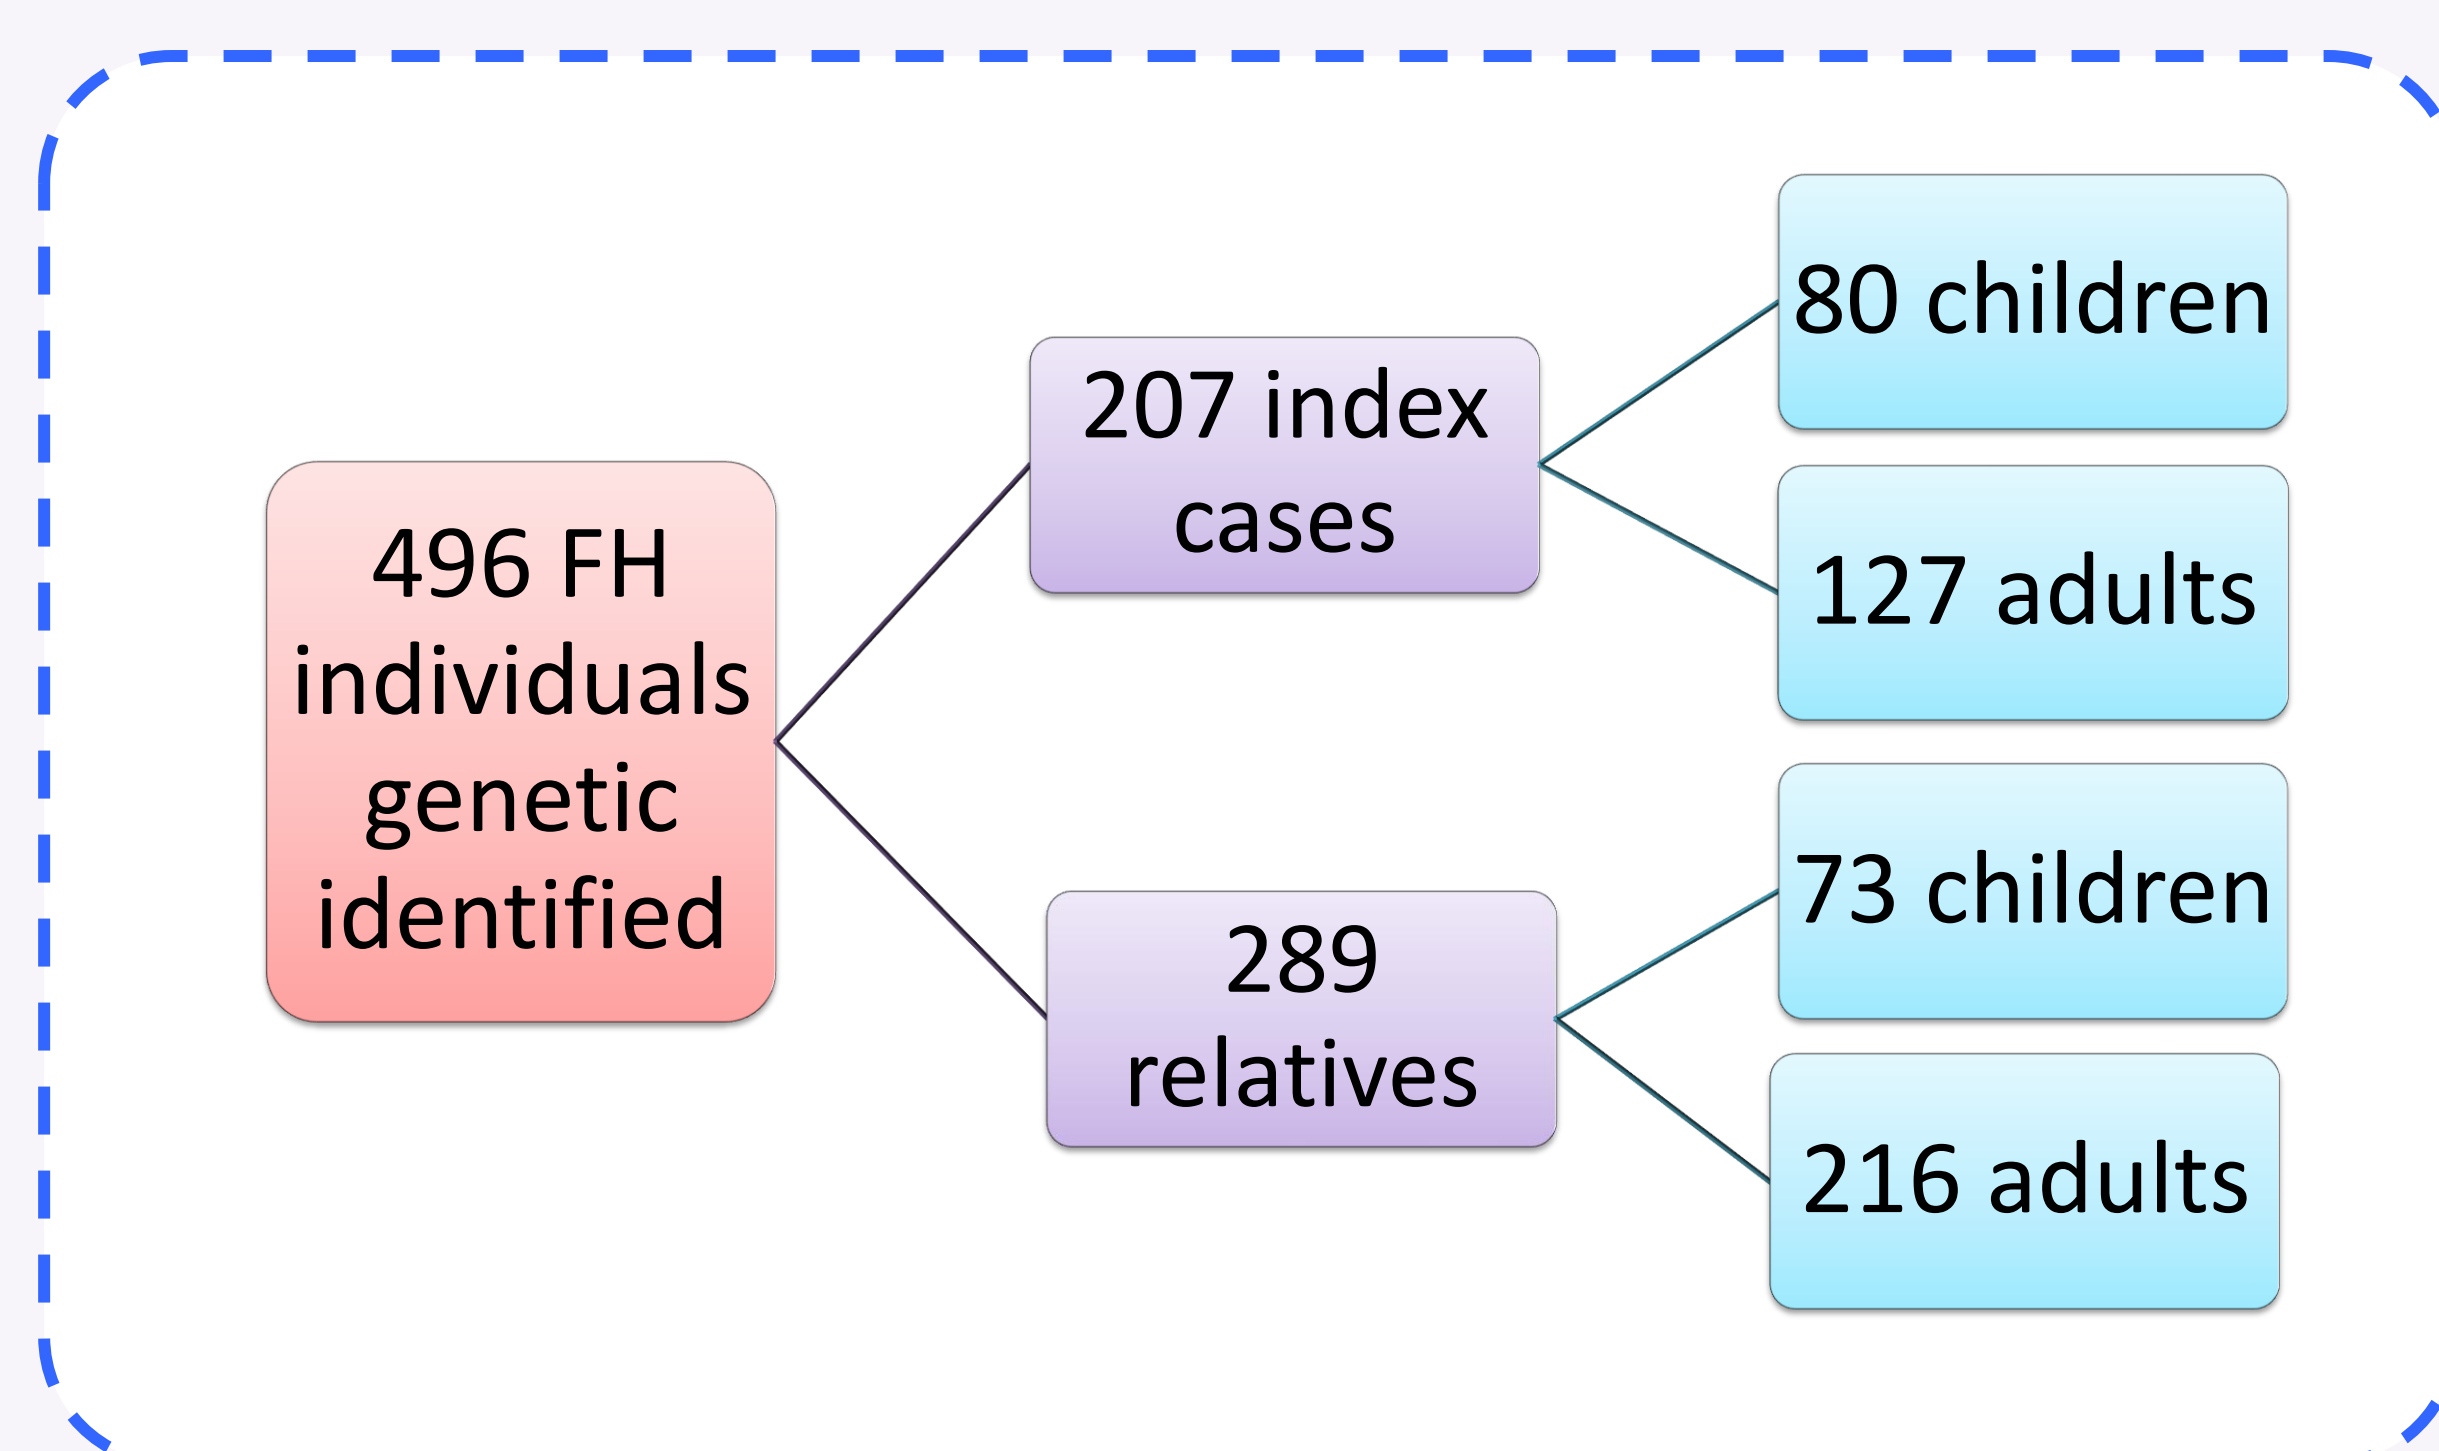 496 FH
individuals
genetic
identified
207 index
cases
80 children
127 adults
289
relatives
73 children
216 adults